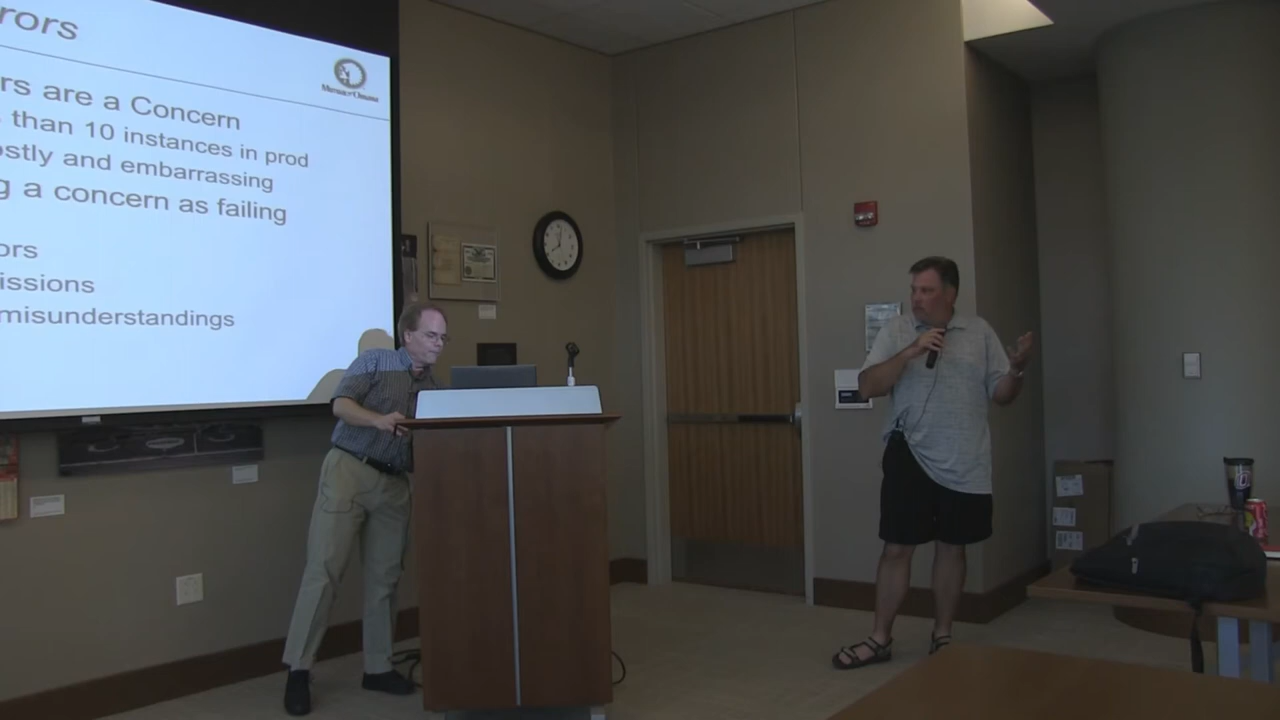 rors
rs are a Concern
than 10 instances in prod
ostly and embarrassing
g a concern as failing
ors
issions
misunderstandings